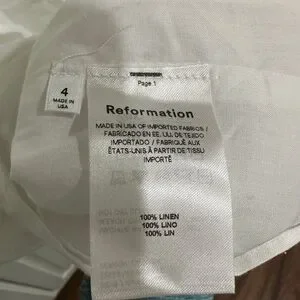 4
MADE IN
USA
Page 1
Reformation
MADE IN USA OF IMPORTED FABRICS /
FABRICADO EN EE. UU. DE TEJIDO
IMPORTADO / FABRIQUÉ AUX
ÉTATS-UNIS À PARTIR DE TISSU
IMPORTÉ
100% LINEN
100% LINO
100% LIN